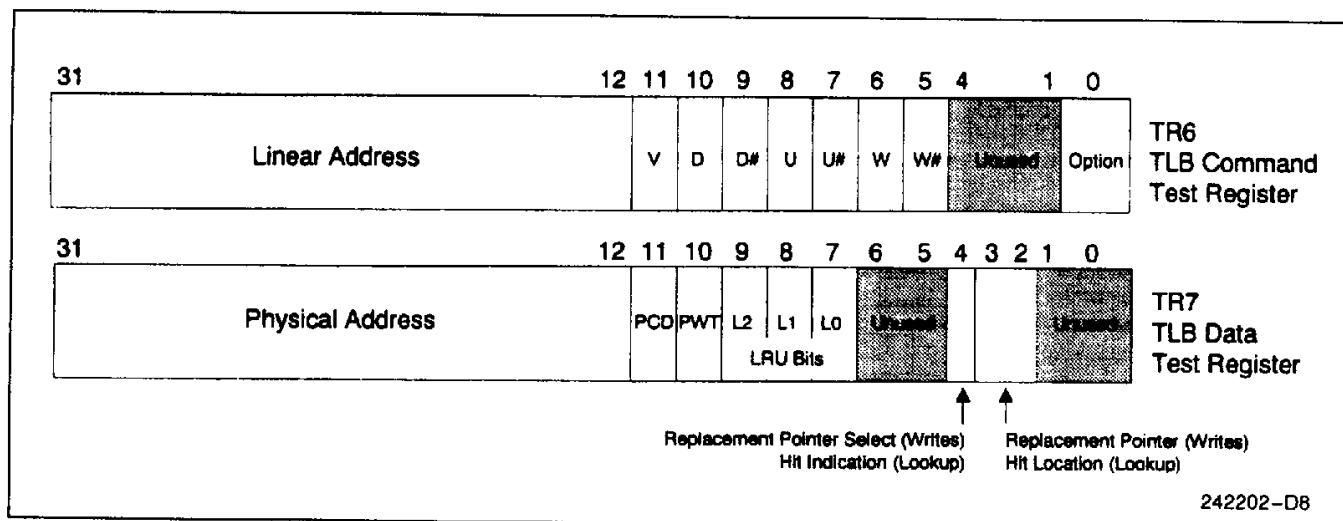 31 12 11 10 9 8 7 6 5 4 1 0
Linear Address V D D# U U# W W# Unused Option
TR6
TLB Command
Test Register
31 12 11 10 9 8 7 6 5 4 3 2 1 0
Physical Address PCD PWT L2 L1 L0 Unused Unused
LRU Bits
TR7
TLB Data
Test Register
Replacement Pointer Select (Writes)
Hit Indication (Lookup)
Replacement Pointer (Writes)
Hit Location (Lookup)
242202-D8